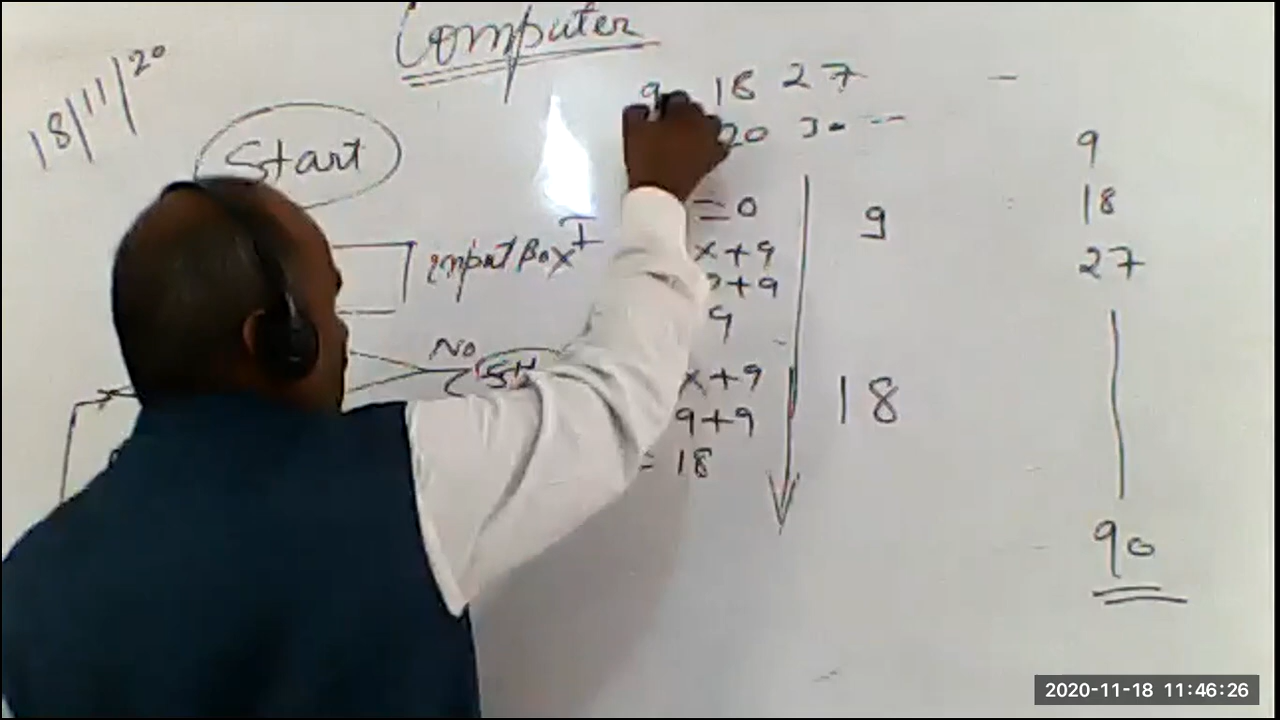 Computer
18/11/20
9 18 27 -
20 30 --
Start
= 0
Input Box I
x+9
+9
9
No
x+9
9+9
= 18
9
18
9
18
27
90
2020-11-18 11:46:26